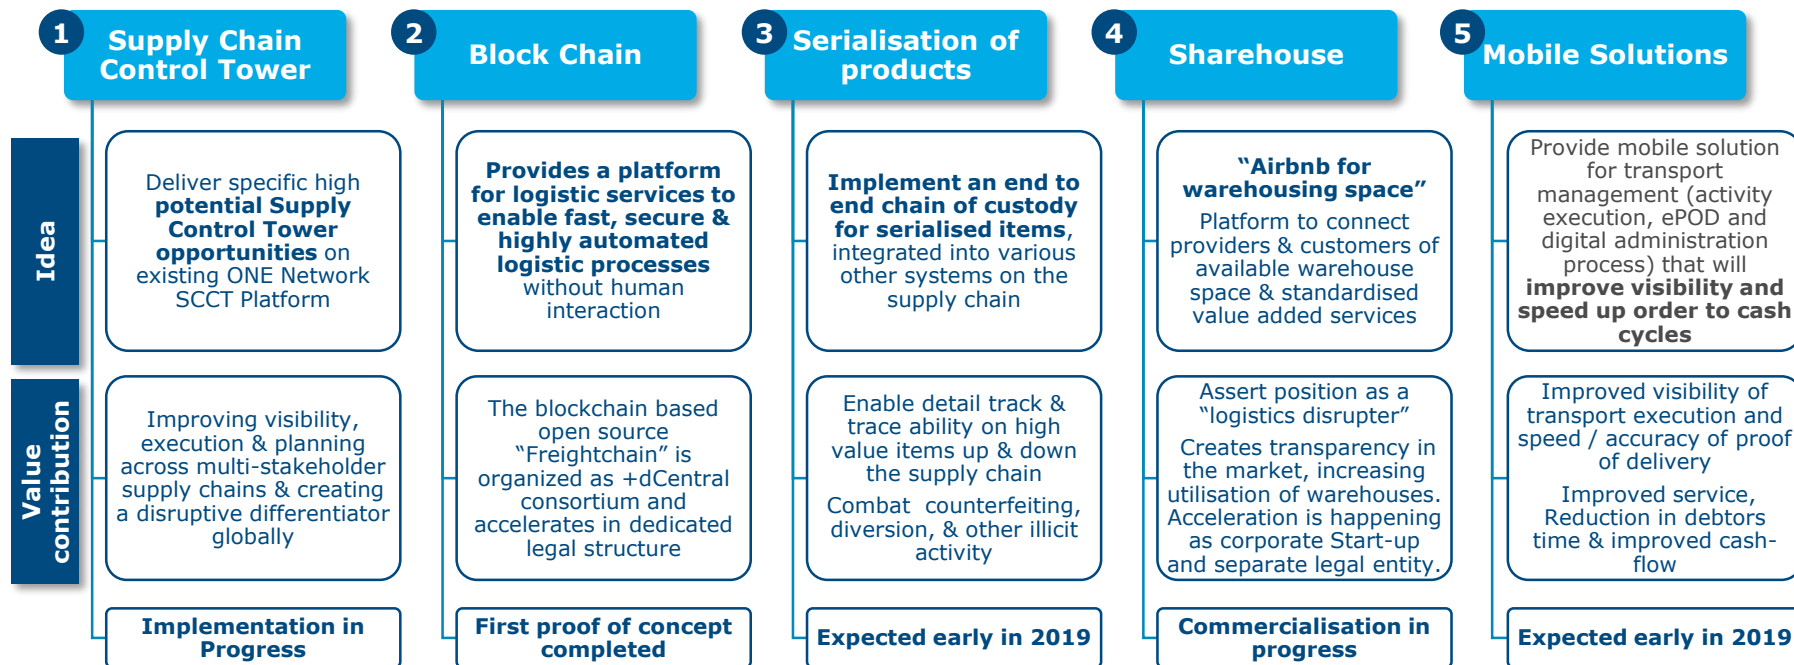 1
Supply Chain
Control Tower
2
Block Chain
3
Serialisation of
products
4
Sharehouse
5
Mobile Solutions
Idea
Deliver specific high
potential Supply
Control Tower
opportunities on
existing ONE Network
SCCT Platform
Provides a platform
for logistic services to
enable fast, secure &
highly automated
logistic processes
without human
interaction
Implement an end to
end chain of custody
for serialised items,
integrated into various
other systems on the
supply chain
“Airbnb for
warehousing space”
Platform to connect
providers & customers of
available warehouse
space & standardised
value added services
Provide mobile solution
for transport
management (activity
execution, ePOD and
digital administration
process) that will
improve visibility and
speed up order to cash
cycles
Value
contribution
Improving visibility,
execution & planning
across multi-stakeholder
supply chains & creating
a disruptive differentiator
globally
The blockchain based
open source
“Freightchain” is
organized as +dCentral
consortium and
accelerates in dedicated
legal structure
Enable detail track &
trace ability on high
value items up & down
the supply chain
Combat counterfeiting,
diversion, & other illicit
activity
Assert position as a
“logistics disrupter”
Creates transparency in
the market, increasing
utilisation of warehouses.
Acceleration is happening
as corporate Start-up
and separate legal entity.
Improved visibility of
transport execution and
speed / accuracy of proof
of delivery
Improved service,
Reduction in debtors
time & improved cash-
flow
Implementation in
Progress
First proof of concept
completed
Expected early in 2019
Commercialisation in
progress
Expected early in 2019